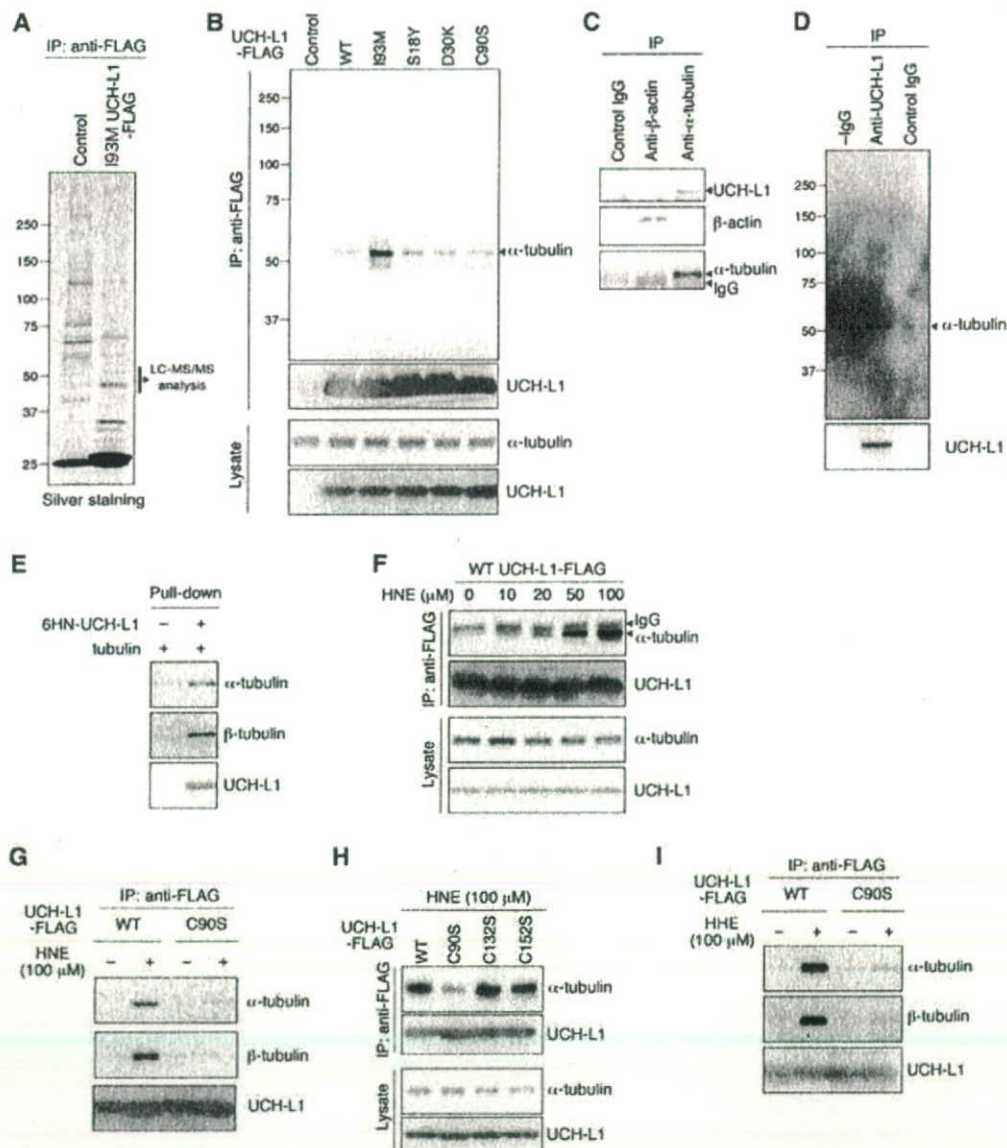 A
IP: anti-FLAG
Control
I93M UCH-L1
-FLAG
250
150
100
75
50
37
25
LC-MS/MS
analysis
Silver staining
B
UCH-L1
-FLAG
Control
WT
I93M
S18Y
D30K
C90S
IP: anti-FLAG
250
150
100
75
50
37
α-tubulin
UCH-L1
Lysate
α-tubulin
UCH-L1
C
IP
Control IgG
Anti-β-actin
Anti-α-tubulin
UCH-L1
β-actin
α-tubulin
IgG
D
IP
–IgG
Anti-UCH-L1
Control IgG
250
150
100
75
50
37
α-tubulin
UCH-L1
E
Pull-down
6HN-UCH-L1 – +
tubulin + +
α-tubulin
β-tubulin
UCH-L1
F
WT UCH-L1-FLAG
HNE (μM) 0 10 20 50 100
IP: anti-FLAG
IgG
α-tubulin
UCH-L1
Lysate
α-tubulin
UCH-L1
G
IP: anti-FLAG
UCH-L1
-FLAG
WT C90S
HNE
(100 μM)
– + – +
α-tubulin
β-tubulin
UCH-L1
H
HNE (100 μM)
UCH-L1
-FLAG
WT
C90S
C132S
C152S
IP: anti-FLAG
α-tubulin
UCH-L1
Lysate
α-tubulin
UCH-L1
I
IP: anti-FLAG
UCH-L1
-FLAG
WT C90S
HHE
(100 μM)
– + – +
α-tubulin
β-tubulin
UCH-L1